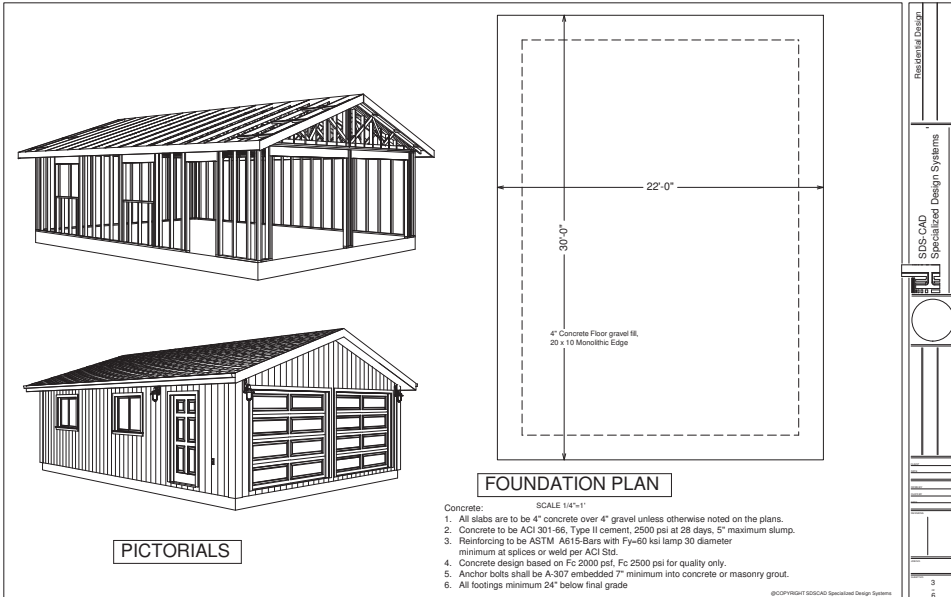 22'-0"
30'-0"
4" Concrete Floor gravel fill,
20 x 10 Monolithic Edge
FOUNDATION PLAN
SCALE 1/4"=1'
PICTORIALS
Concrete:
1. All slabs are to be 4" concrete over 4" gravel unless otherwise noted on the plans.
2. Concrete to be ACI 301-66, Type II cement, 2500 psi at 28 days, 5" maximum slump.
3. Reinforcing to be ASTM A615-Bars with Fy=60 ksi lamp 30 diameter
minimum at splices or weld per ACI Std.
4. Concrete design based on Fc 2000 psf, Fc 2500 psi for quality only.
5. Anchor bolts shall be A-307 embedded 7" minimum into concrete or masonry grout.
6. All footings minimum 24" below final grade
@COPYRIGHT SDSCAD Specialized Design Systems
Residential Design
SDS-CAD
Specialized Design Systems
3